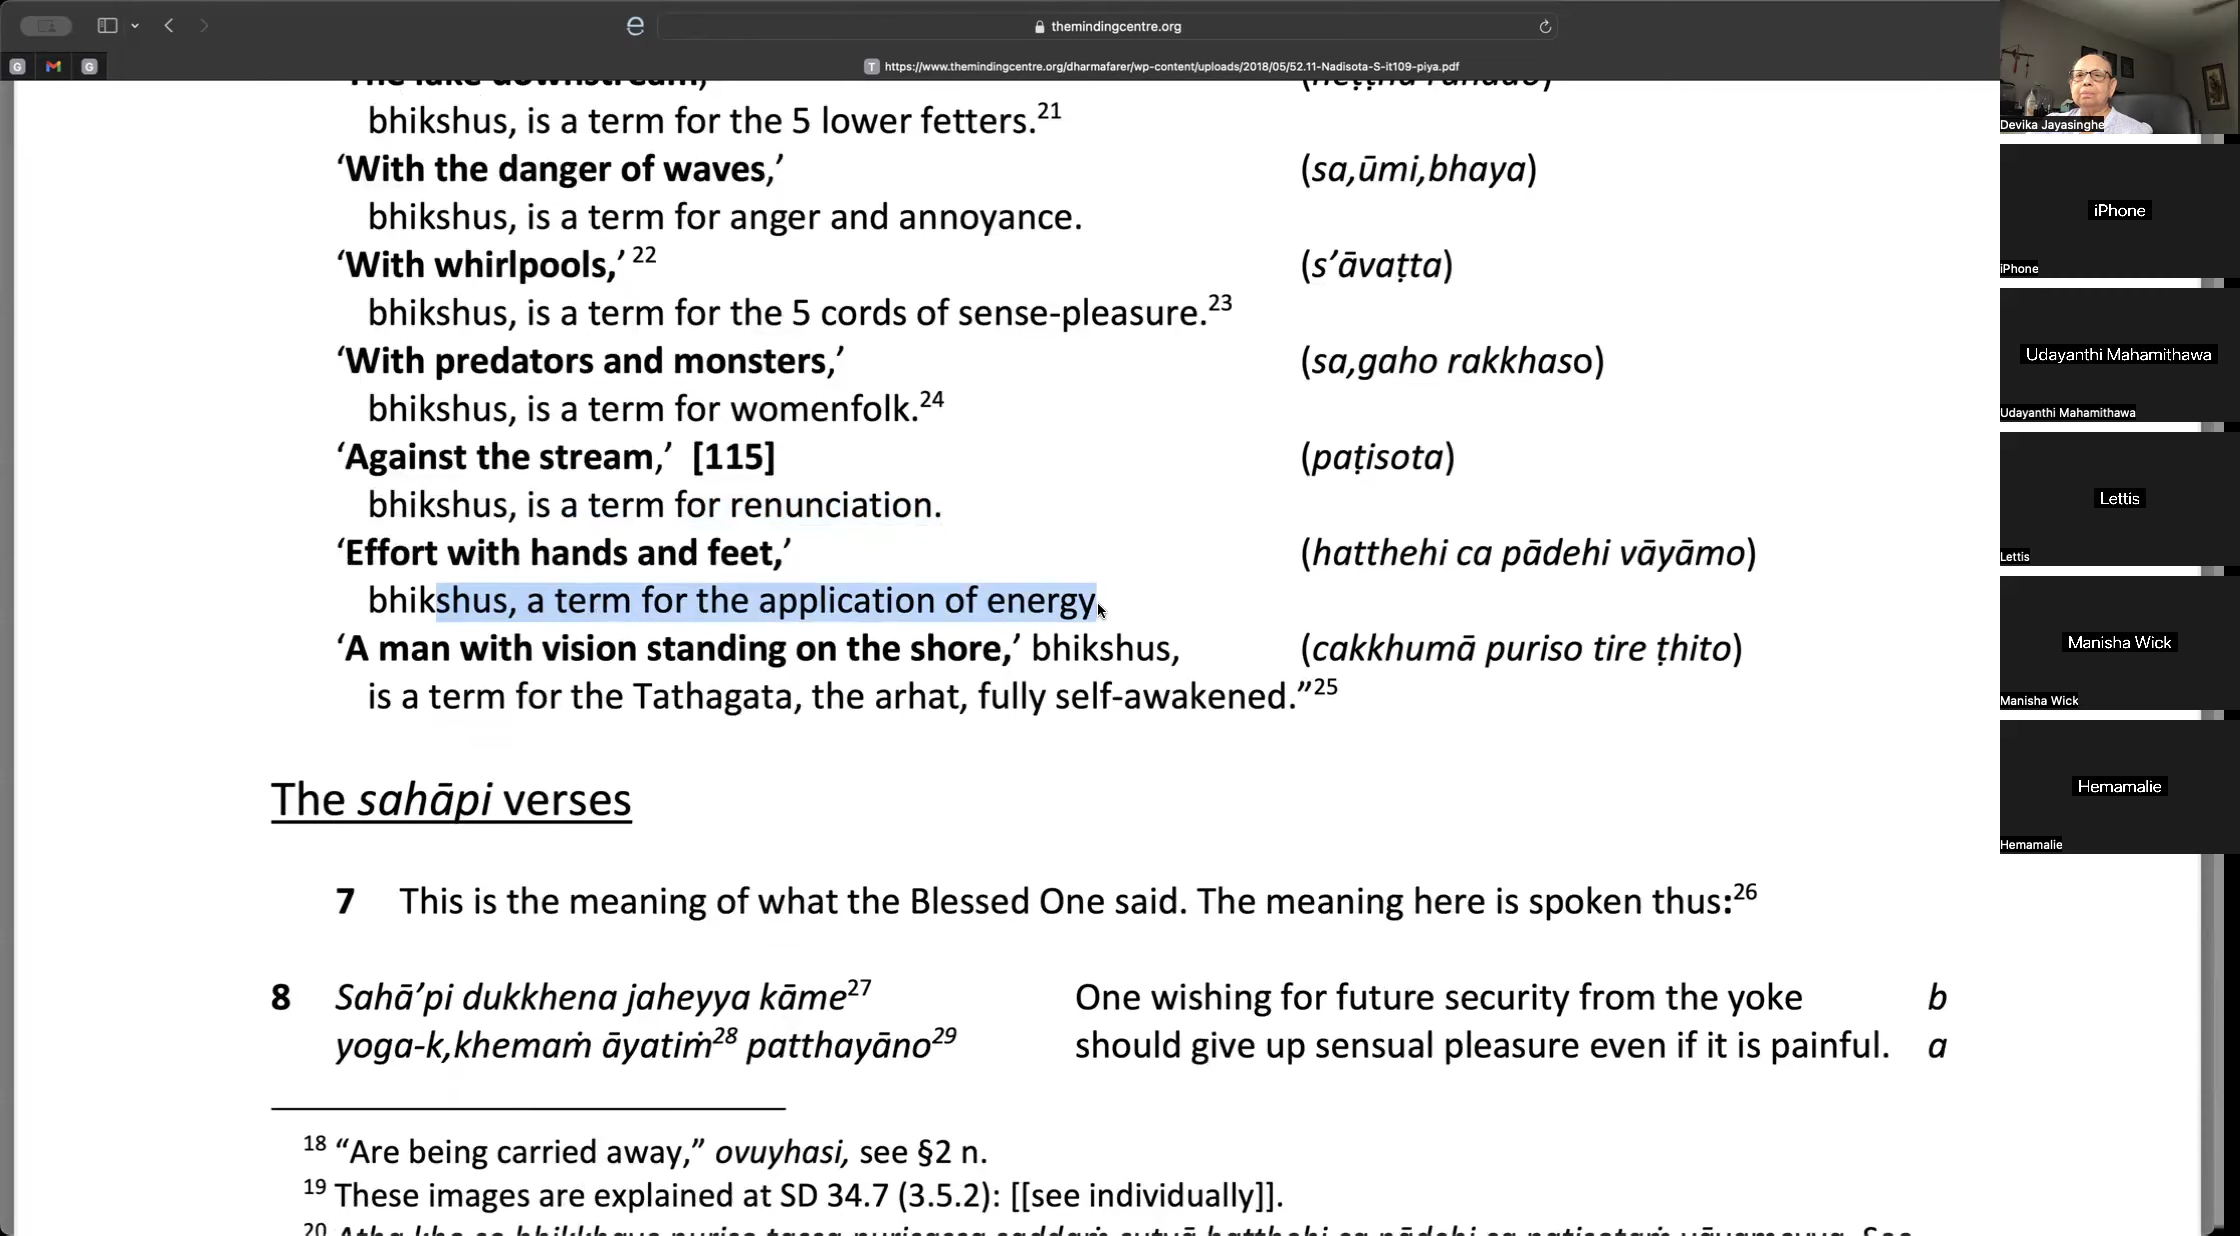 themindingcentre.org
https://www.themindingcentre.org/dharmafarer/wp-content/uploads/2018/05/52.11-Nadisota-S-it109-piya.pdf
bhikshus, is a term for the 5 lower fetters.21
‘With the danger of waves,’ (sa,ūmi,bhaya)
bhikshus, is a term for anger and annoyance.
‘With whirlpools,’ 22 (s’āvaṭta)
bhikshus, is a term for the 5 cords of sense-pleasure.23
‘With predators and monsters,’ (sa,gaho rakkhaso)
bhikshus, is a term for womenfolk.24
‘Against the stream,’ [115] (paṭisota)
bhikshus, is a term for renunciation.
‘Effort with hands and feet,’ (hatthehi ca pādehi vāyāmo)
bhikshus, a term for the application of energy
‘A man with vision standing on the shore,’ bhikshus, (cakkhumā puriso tire ṭhito)
is a term for the Tathagata, the arhat, fully self-awakened.”25
The sahāpi verses
7 This is the meaning of what the Blessed One said. The meaning here is spoken thus:26
8 Sahā’pi dukkhena jaheyya kāme27 One wishing for future security from the yoke b
yoga-k,khemaṁ āyatiṁ28 patthayāno29 should give up sensual pleasure even if it is painful. a
18 “Are being carried away,” ovuyhasi, see §2 n.
19 These images are explained at SD 34.7 (3.5.2): [[see individually]].
Devika Jayasinghe
iPhone
iPhone
Udayanthi Mahamithawa
Udayanthi Mahamithawa
Lettis
Lettis
Manisha Wick
Manisha Wick
Hemamalie
Hemamalie